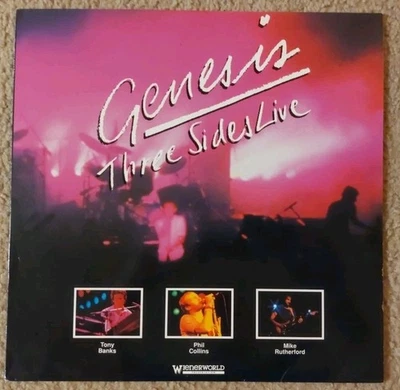 Genesis
Three Sides Live
Tony
Banks
Phil
Collins
Mike
Rutherford
WIENERWORLD